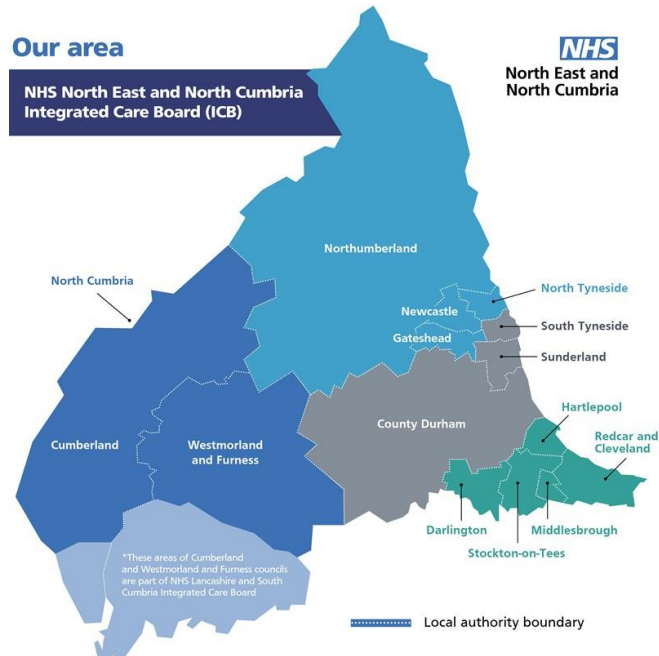 Our area
NHS
North East and
North Cumbria
NHS North East and North Cumbria
Integrated Care Board (ICB)
Northumberland
North Cumbria
North Tyneside
Newcastle
South Tyneside
Gateshead
Sunderland
County Durham
Hartlepool
Redcar and
Cleveland
Cumberland
Westmorland
and Furness
Darlington
Middlesbrough
Stockton-on-Tees
*These areas of Cumberland
and Westmorland and Furness councils
are part of NHS Lancashire and South
Cumbria Integrated Care Board
Local authority boundary